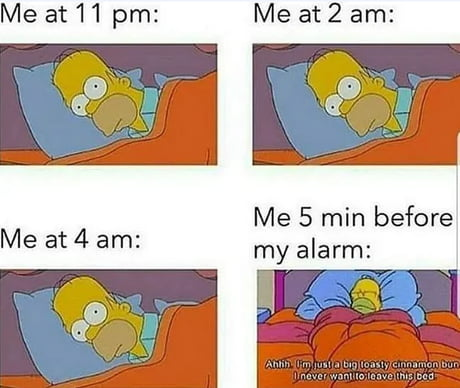 Me at 11 pm:
Me at 2 am:
Me at 4 am:
Me 5 min before
my alarm:
Ahhh. I'm just a big toasty cinnamon bun
I never want to leave this bed.